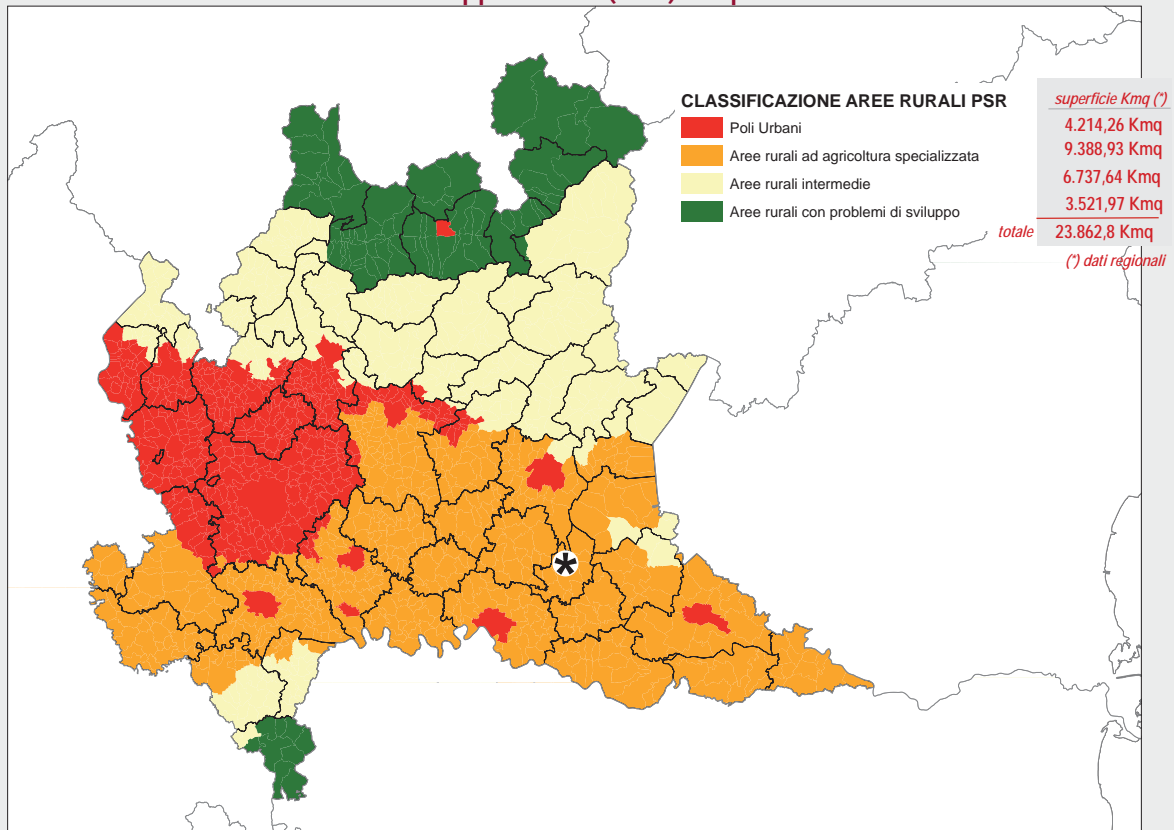 CLASSIFICAZIONE AREE RURALI PSR
superficie Kmq (*)
Poli Urbani
4.214,26 Kmq
Aree rurali ad agricoltura specializzata
9.388,93 Kmq
Aree rurali intermedie
6.737,64 Kmq
Aree rurali con problemi di sviluppo
3.521,97 Kmq
totale 23.862,8 Kmq
(*) dati regionali
*